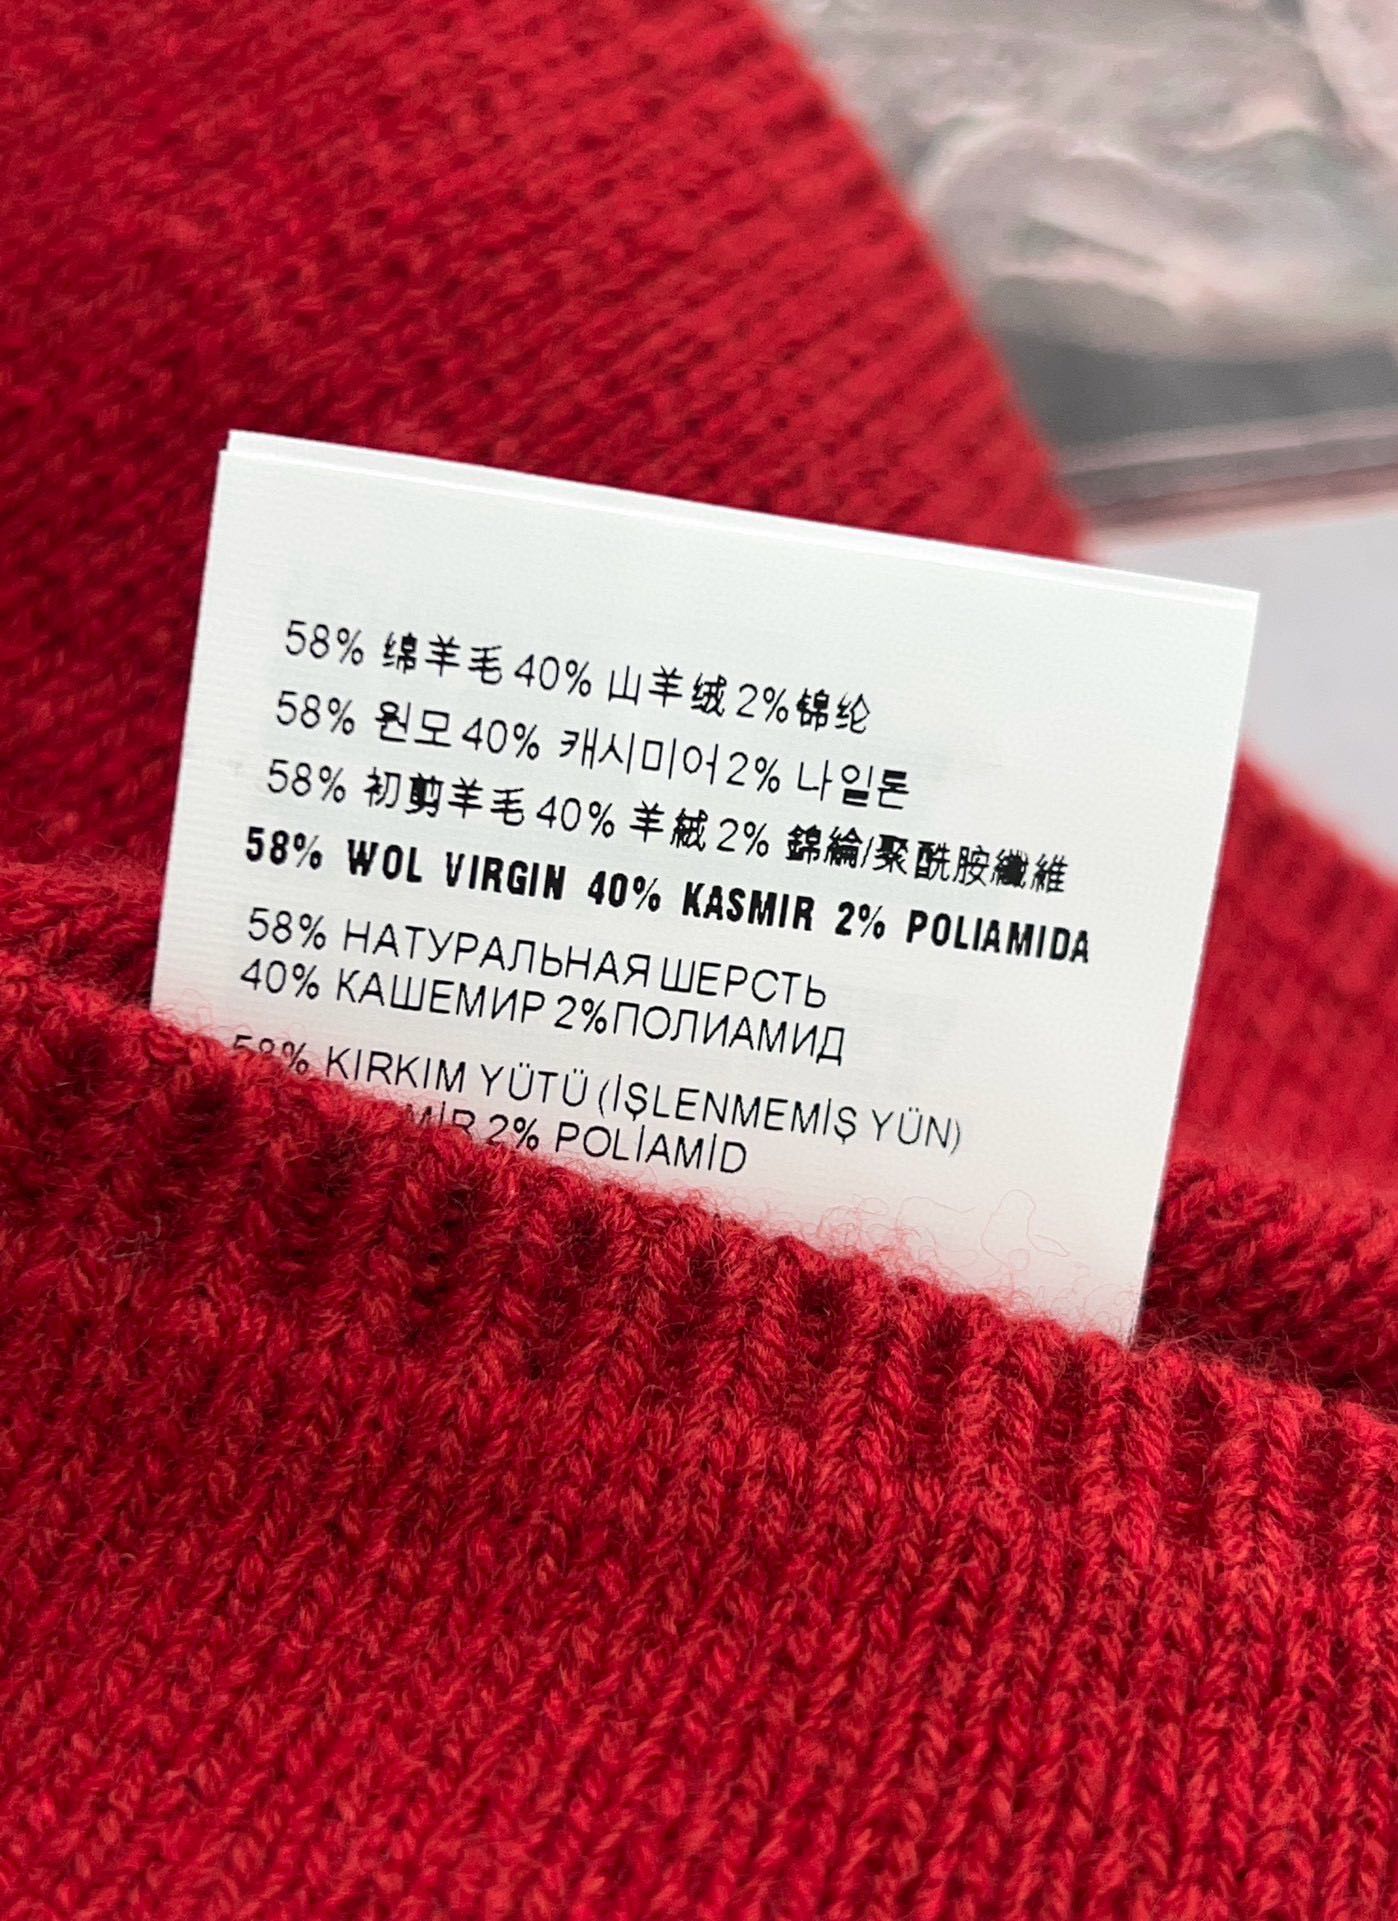 58% 绵羊毛 40% 山羊绒 2%锦纶
58% 원모 40% 캐시미어 2% 나일론
58% 初剪羊毛 40% 羊絨 2% 錦綸/聚酰胺纖維
58% WOL VIRGIN 40% KASMIR 2% POLIAMIDA
58% НАТУРАЛЬНАЯ ШЕРСТЬ
40% КАШЕМИР 2%ПОЛИАМИД
58% KIRKIM YÜTÜ (İŞLENMEMİŞ YÜN)
2% POLİAMİD